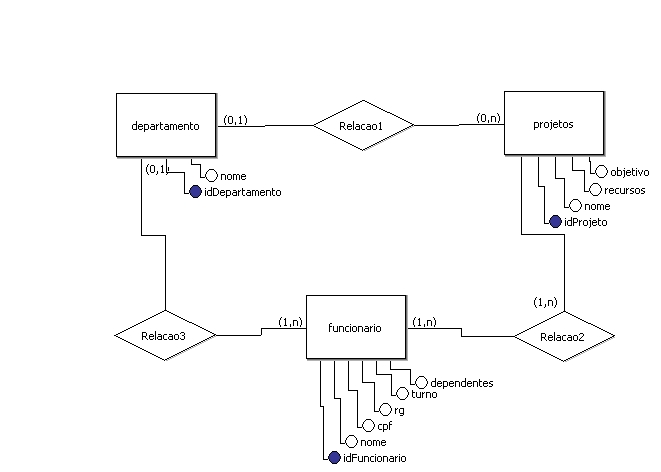 departamento
(0,1)
Relacao1
(0,n)
projetos
(0,1)
nome
idDepartamento
objetivo
recursos
nome
idProjeto
Relacao3
(1,n)
funcionario
(1,n)
(1,n)
Relacao2
dependentes
turno
rg
cpf
nome
idFuncionario